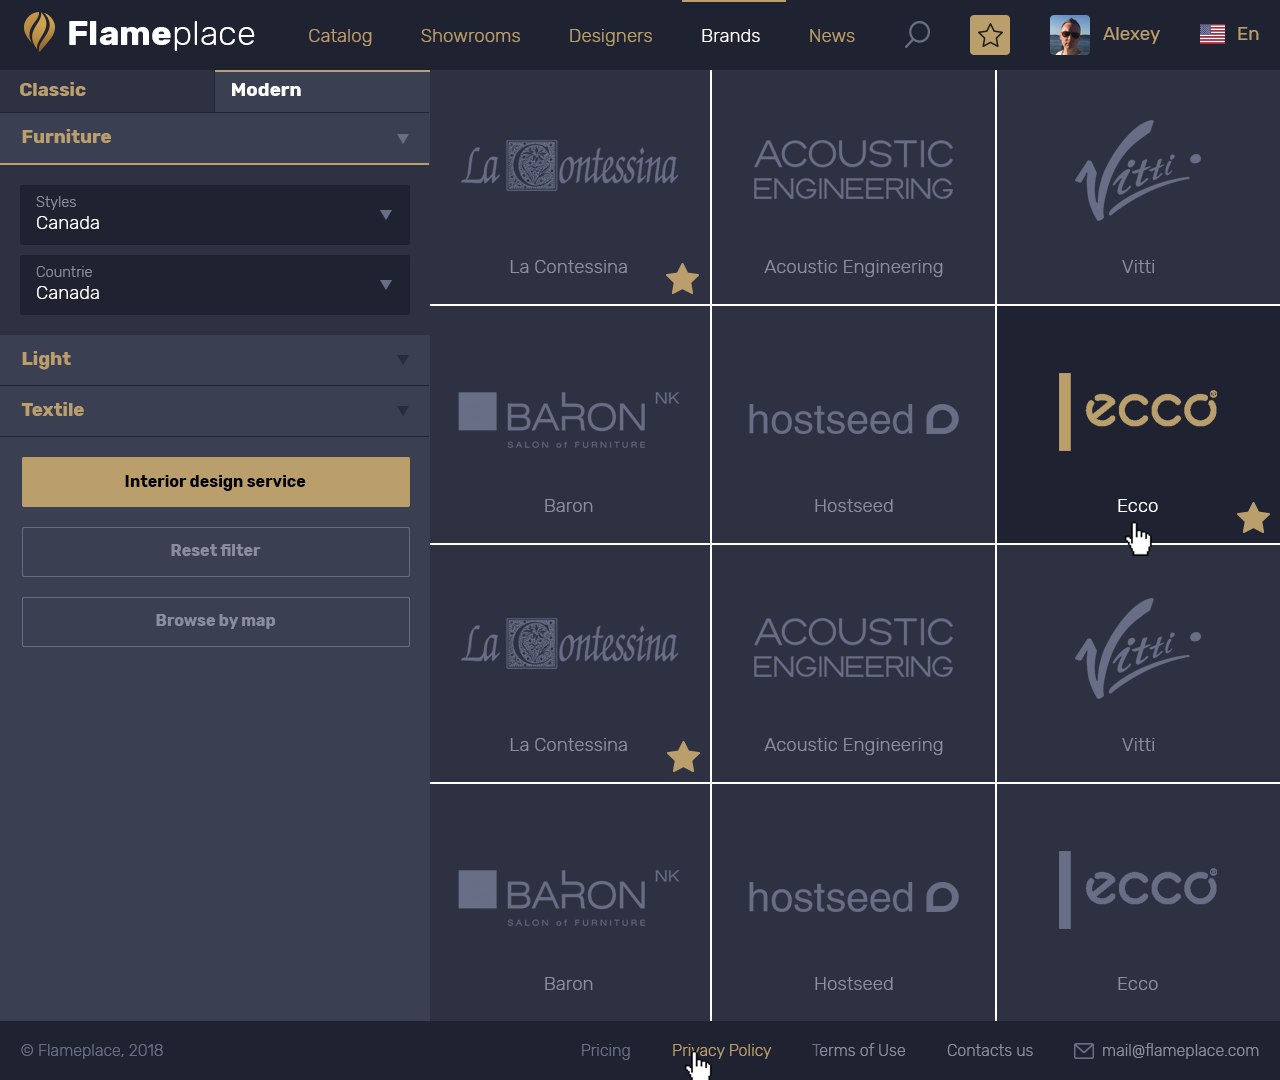 Flameplace
Catalog
Showrooms
Designers
Brands
News
Alexey
En
Classic
Modern
Furniture
Styles
Canada
Countrie
Canada
Light
Textile
Interior design service
Reset filter
Browse by map
La Contessina
La Contessina
ACOUSTIC
ENGINEERING
Acoustic Engineering
Vitti
Vitti
BARON NK
SALON of FURNITURE
Baron
hostseed
Hostseed
ecco®
Ecco
La Contessina
La Contessina
ACOUSTIC
ENGINEERING
Acoustic Engineering
Vitti
Vitti
BARON NK
SALON of FURNITURE
Baron
hostseed
Hostseed
ecco®
Ecco
© Flameplace, 2018
Pricing
Privacy Policy
Terms of Use
Contacts us
mail@flameplace.com